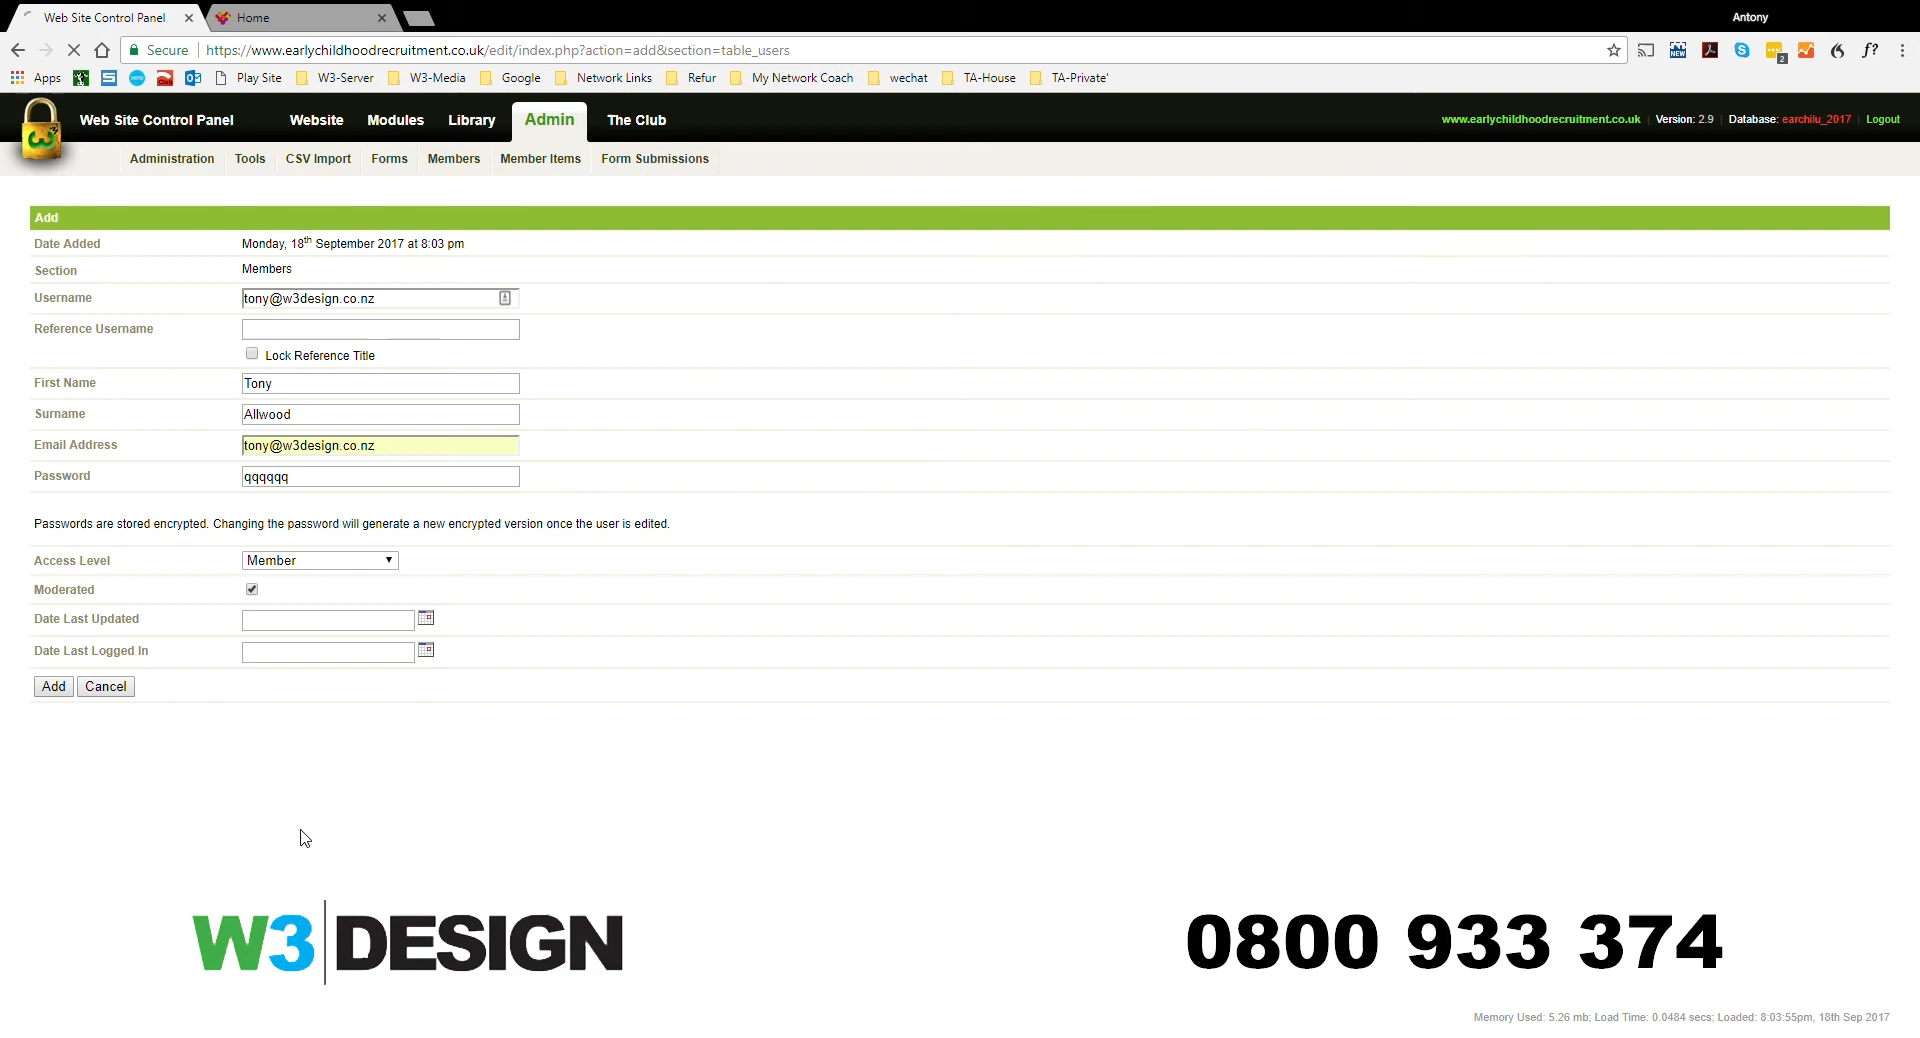 Web Site Control Panel
Home
Antony
Secure https://www.earlychildhoodrecruitment.co.uk/edit/index.php?action=add&section=table_users
Apps Play Site W3-Server W3-Media Google Network Links Refur My Network Coach wechat TA-House TA-Private'
Web Site Control Panel Website Modules Library Admin The Club www.earlychildhoodrecruitment.co.uk Version: 2.9 Database: earchilu_2017 Logout
Administration Tools CSV Import Forms Members Member Items Form Submissions
Add
Date Added Monday, 18th September 2017 at 8:03 pm
Section Members
Username tony@w3design.co.nz
Reference Username
Lock Reference Title
First Name Tony
Surname Allwood
Email Address tony@w3design.co.nz
Password qqqqqq
Passwords are stored encrypted. Changing the password will generate a new encrypted version once the user is edited.
Access Level Member
Moderated
Date Last Updated
Date Last Logged In
Add Cancel
W3 DESIGN 0800 933 374
Memory Used: 5.26 mb; Load Time: 0.0484 secs; Loaded: 8:03:55pm, 18th Sep 2017